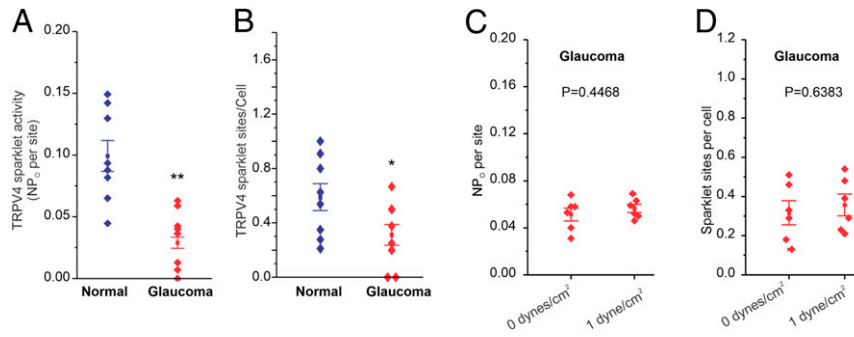 A
TRPV4 sparklet activity
(NPO per site)
0.20
0.15
0.10
0.05
0.00
**
Normal
Glaucoma
B
TRPV4 sparklet sites/Cell
1.8
1.2
0.6
0.0
*
Normal
Glaucoma
C
NPO per site
0.20
0.16
0.12
0.08
0.04
0.00
Glaucoma
P=0.4468
0 dynes/cm²
1 dyne/cm²
D
Sparklet sites per cell
1.2
1.0
0.8
0.6
0.4
0.2
0.0
Glaucoma
P=0.6383
0 dynes/cm²
1 dyne/cm²